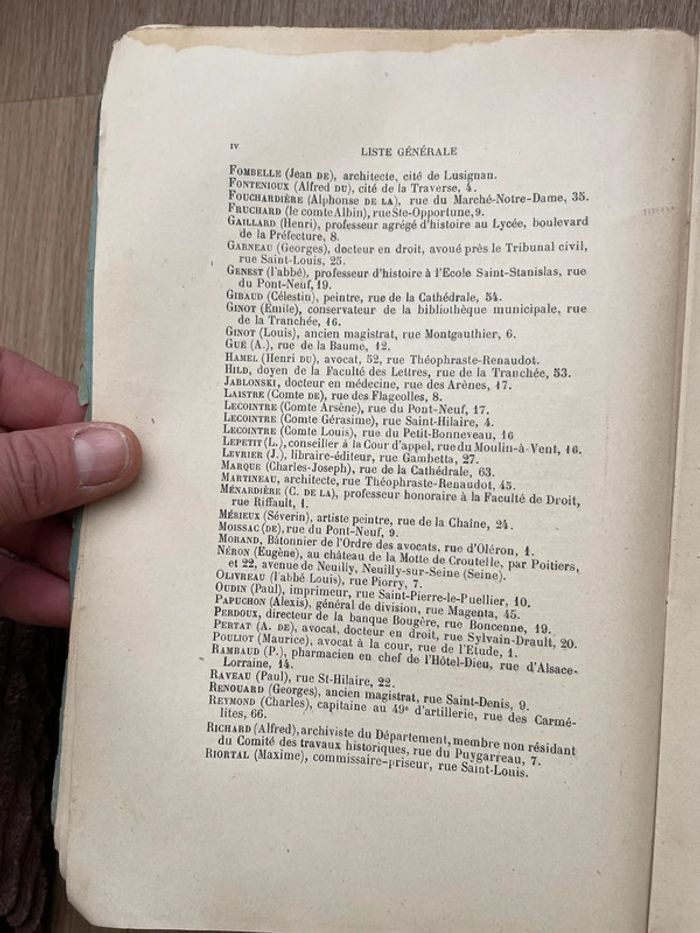 IV
LISTE GÉNÉRALE
FOMBELLE (Jean DE), architecte, cité de Lusignan.
FONTENIOUX (Alfred DU), cité de la Traverse, 4.
FOUCHARDIÈRE (Alphonse DE LA), rue du Marché-Notre-Dame, 35.
FRUCHARD (le comte Albin), rue Ste-Opportune, 9.
GAILLARD (Henri), professeur agrégé d'histoire au Lycée, boulevard
de la Préfecture, 8.
GARNEAU (Georges), docteur en droit, avoué près le Tribunal civil,
rue Saint-Louis, 25.
GENEST (l'abbé), professeur d'histoire à l'Ecole Saint-Stanislas, rue
du Pont-Neuf, 19.
GIBAUD (Célestin), peintre, rue de la Cathédrale, 54.
GINOT (Émile), conservateur de la bibliothèque municipale, rue
de la Tranchée, 16.
GINOT (Louis), ancien magistrat, rue Montgauthier, 6.
GUÉ (A.), rue de la Baume, 12.
HAMEL (Henri DU), avocat, 52, rue Théophraste-Renaudot.
HILD, doyen de la Faculté des Lettres, rue de la Tranchée, 53.
JABLONSKI, docteur en médecine, rue des Arènes, 17.
LAISTRE (Comte DE), rue des Flageolles, 8.
LECOINTRE (Comte Arsène), rue du Pont-Neuf, 17.
LECOINTRE (Comte Gérasime), rue Saint-Hilaire, 4.
LECOINTRE (Comte Louis), rue du Petit-Bonneveau, 16
LEPETIT (L.), conseiller à la Cour d'appel, rue du Moulin-à-Vent, 16.
LEVRIER (J.), libraire-éditeur, rue Gambetta, 27.
MARQUE (Charles-Joseph), rue de la Cathédrale, 63.
MARTINEAU, architecte, rue Théophraste-Renaudot, 45.
MÉNARDIÈRE (C. DE LA), professeur honoraire à la Faculté de Droit,
rue Riffault, 1.
MÉRIEUX (Séverin), artiste peintre, rue de la Chaîne, 24.
MOISSAC (DE), rue du Pont-Neuf, 9.
MORAND, Bâtonnier de l'Ordre des avocats, rue d'Oléron, 1.
NÉRON (Eugène), au château de la Motte de Croutelle, par Poitiers,
et 22, avenue de Neuilly, Neuilly-sur-Seine (Seine).
OLIVREAU (l'abbé Louis), rue Piorry, 7.
OUDIN (Paul), imprimeur, rue Saint-Pierre-le-Puellier, 10.
PAPUCHON (Alexis), général de division, rue Magenta, 45.
PERDOUX, directeur de la banque Bougère, rue Boncenne, 19.
PERTAT (A. DE), avocat, docteur en droit, rue Sylvain-Drault, 20.
POULIOT (Maurice), avocat à la cour, rue de l'Etude, 1.
RAMBAUD (P.), pharmacien en chef de l'Hôtel-Dieu, rue d'Alsace-
Lorraine, 14.
RAVEAU (Paul), rue St-Hilaire, 22.
RENOUARD (Georges), ancien magistrat, rue Saint-Denis, 9.
REYMOND (Charles), capitaine au 49e d'artillerie, rue des Carmé-
lites, 66.
RICHARD (Alfred), archiviste du Département, membre non résidant
du Comité des travaux historiques, rue du Puygarreau, 7.
RIORTAL (Maxime), commissaire-priseur, rue Saint-Louis.